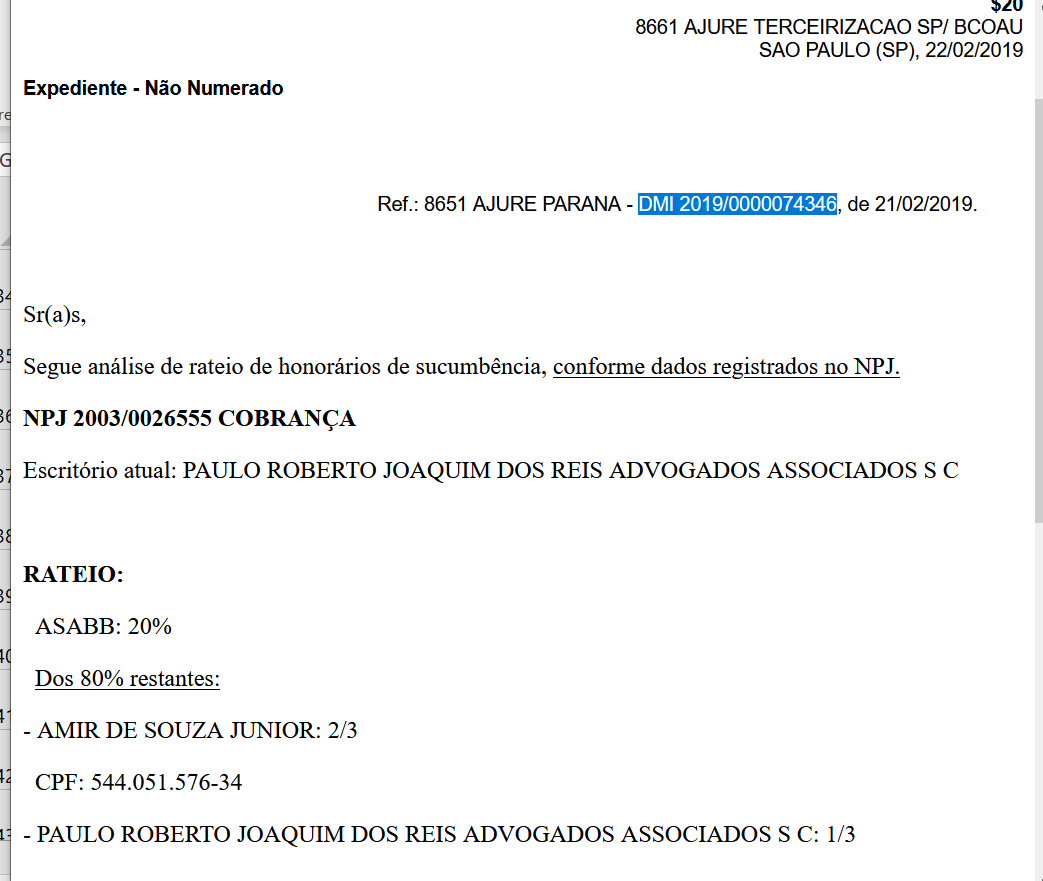 $20
8661 AJURE TERCEIRIZACAO SP/ BCOAU
SAO PAULO (SP), 22/02/2019
Expediente - Não Numerado
Ref.: 8651 AJURE PARANA - DMI 2019/0000074346, de 21/02/2019.
Sr(a)s,
Segue análise de rateio de honorários de sucumbência, conforme dados registrados no NPJ.
NPJ 2003/0026555 COBRANÇA
Escritório atual: PAULO ROBERTO JOAQUIM DOS REIS ADVOGADOS ASSOCIADOS S C
RATEIO:
ASABB: 20%
Dos 80% restantes:
- AMIR DE SOUZA JUNIOR: 2/3
CPF: 544.051.576-34
- PAULO ROBERTO JOAQUIM DOS REIS ADVOGADOS ASSOCIADOS S C: 1/3